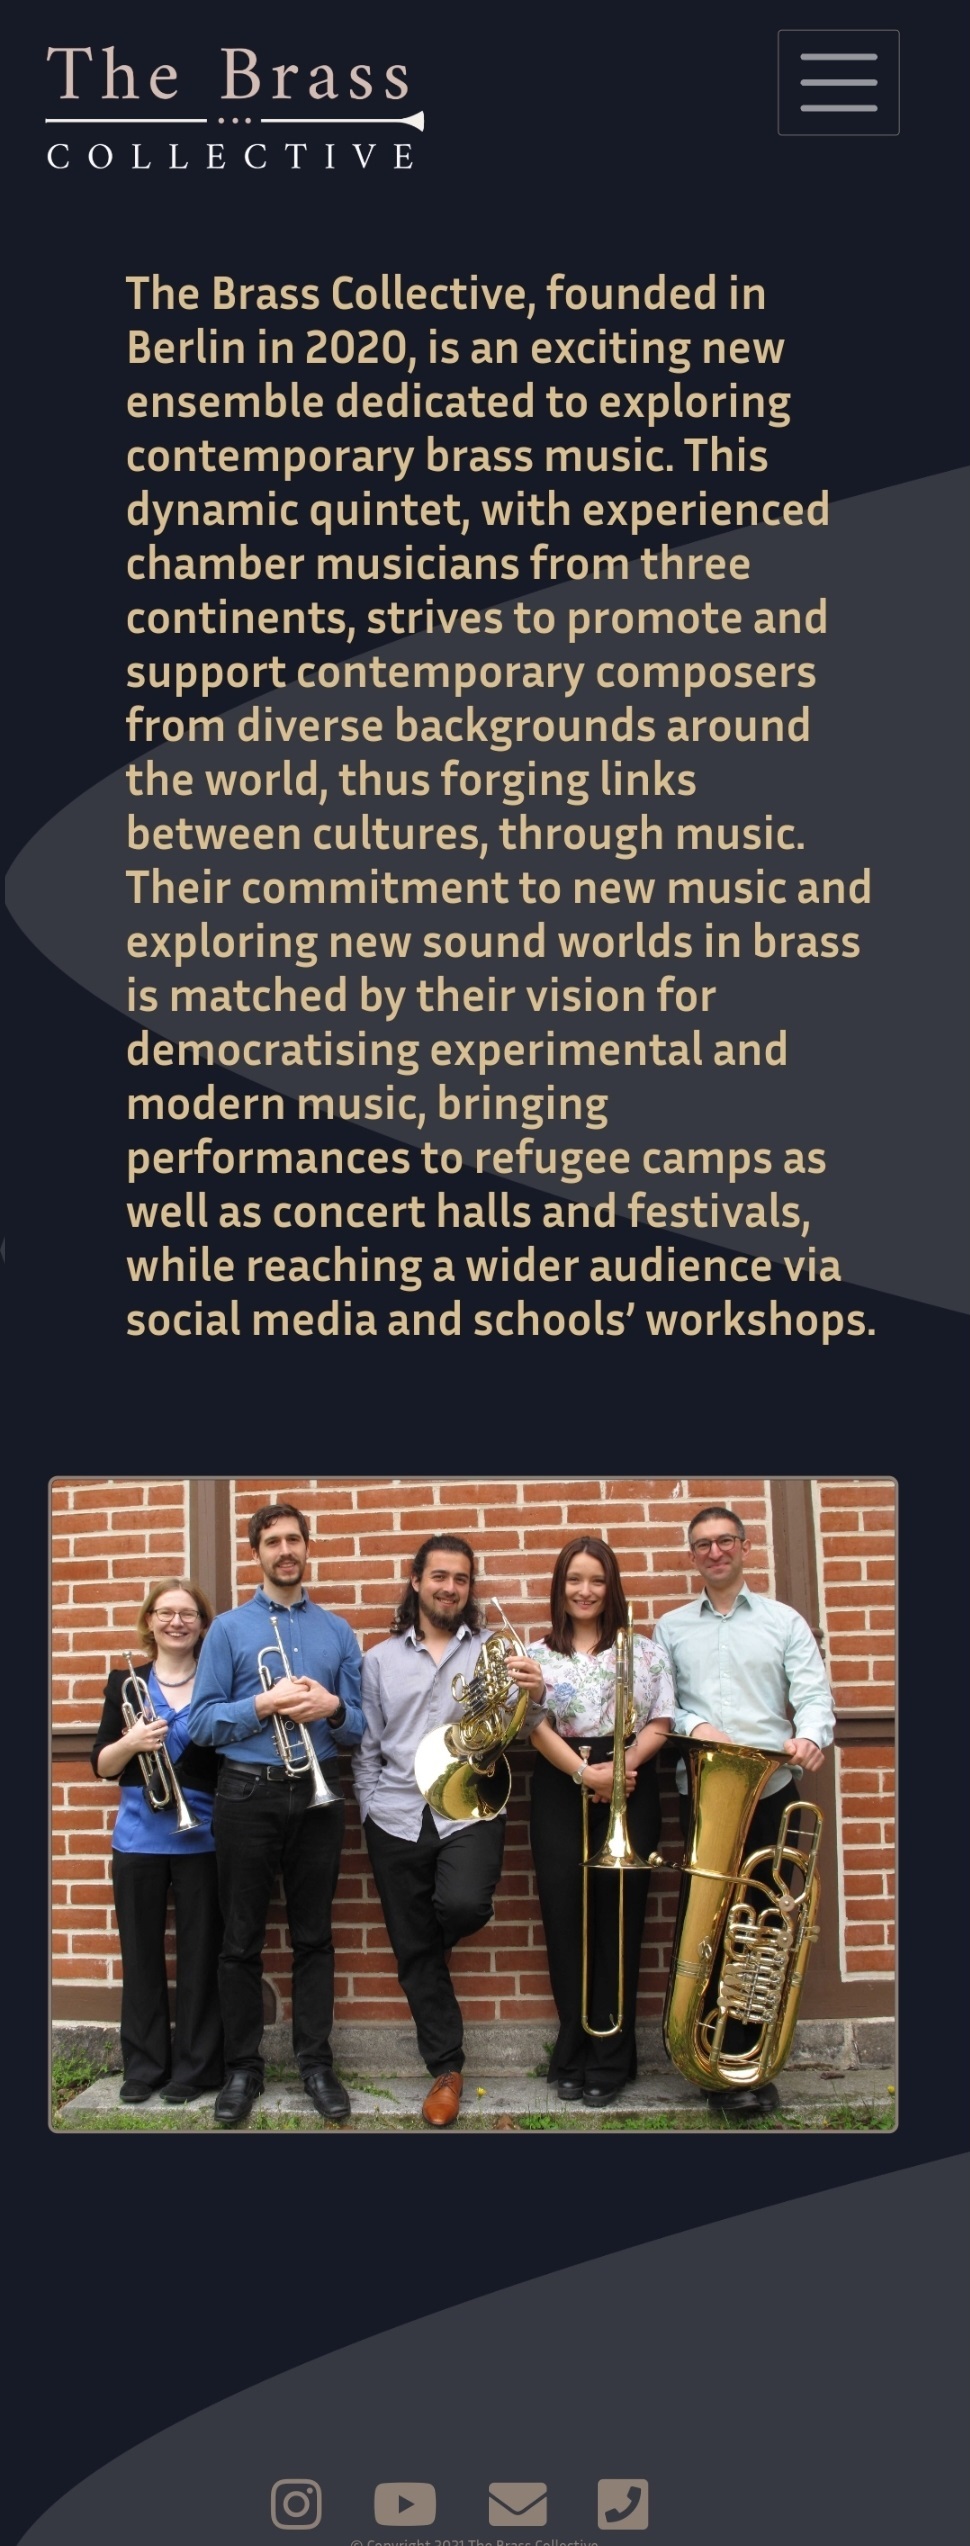 The Brass
COLLECTIVE
The Brass Collective, founded in
Berlin in 2020, is an exciting new
ensemble dedicated to exploring
contemporary brass music. This
dynamic quintet, with experienced
chamber musicians from three
continents, strives to promote and
support contemporary composers
from diverse backgrounds around
the world, thus forging links
between cultures, through music.
Their commitment to new music and
exploring new sound worlds in brass
is matched by their vision for
democratising experimental and
modern music, bringing
performances to refugee camps as
well as concert halls and festivals,
while reaching a wider audience via
social media and schools’ workshops.
© Copyright 2021 The Brass Collective